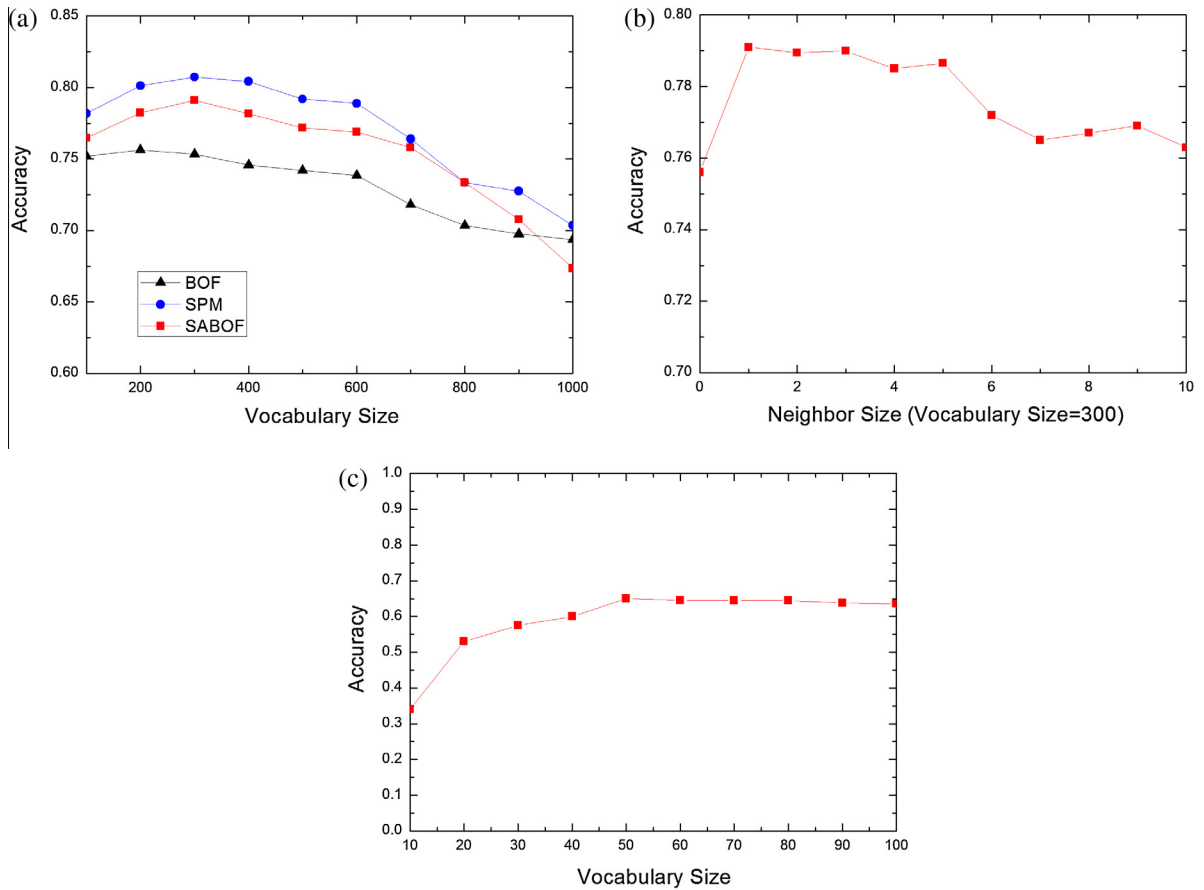 (a)
0.85
0.80
0.75
0.70
0.65
0.60
Accuracy
BOF
SPM
SABOF
200 400 600 800 1000
Vocabulary Size
(b)
0.80
0.78
0.76
0.74
0.72
0.70
Accuracy
0 2 4 6 8 10
Neighbor Size (Vocabulary Size=300)
(c)
1.0
0.9
0.8
0.7
0.6
0.5
0.4
0.3
0.2
0.1
0.0
Accuracy
10 20 30 40 50 60 70 80 90 100
Vocabulary Size